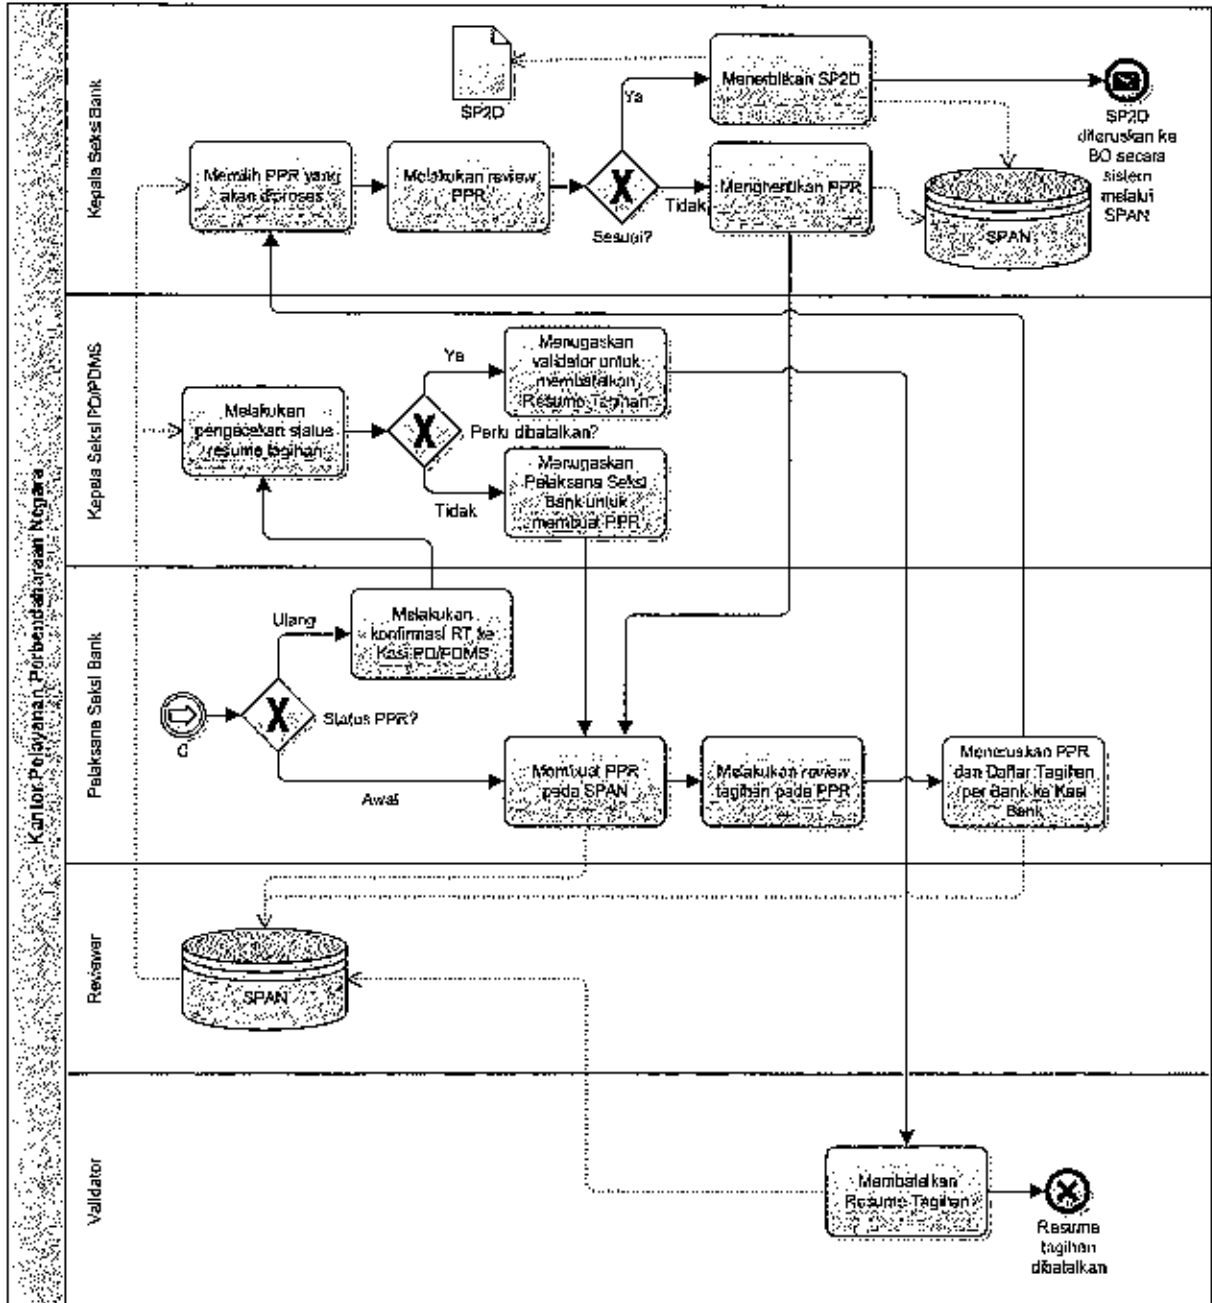 Kantor Pelayanan Perbendaharaan Negara
Kepala Seksi Bank
SP2D
Menerbitkan SP2D
SP2D
diteruskan ke
BO secara
sistem
melalui
SPAN
Ya
Memilih PPR yang
akan diproses
Melakukan review
PPR
Sesuai?
Tidak
Menghentikan PPR
SPAN
Kepala Seksi PD/PDMS
Melakukan
pengecekan status
resume tagihan
Ya
Perlu dibatalkan?
Tidak
Menugaskan
validator untuk
membatalkan
Resume Tagihan
Menugaskan
Pelaksana Seksi
Bank untuk
membuat PPR
Pelaksana Seksi Bank
C
Status PPR?
Ulang
Melakukan
konfirmasi RT ke
Kasi PD/PDMS
Awal
Membuat PPR
pada SPAN
Melakukan review
tagihan pada PPR
Meneruskan PPR
dan Daftar Tagihan
per Bank ke Kasi
Bank
Reviewer
SPAN
Validator
Membatalkan
Resume Tagihan
Resume
tagihan
dibatalkan